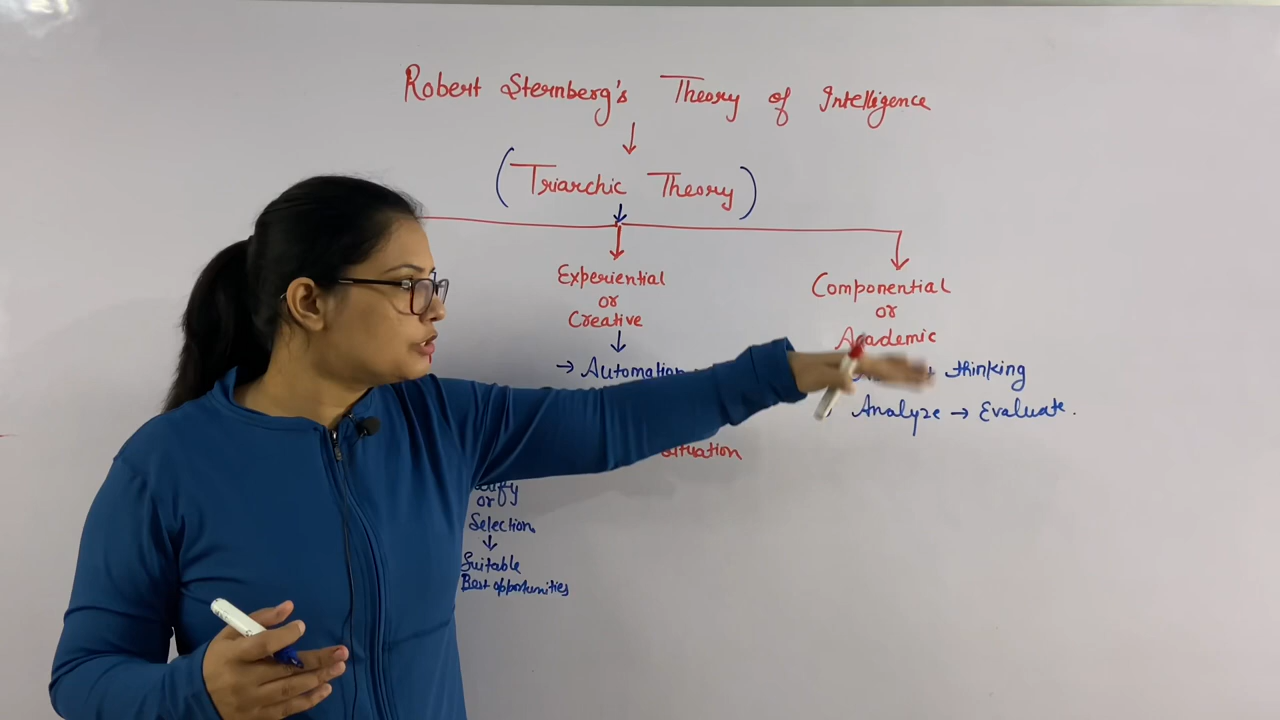 Robert Sternberg's Theory of Intelligence
↓
(Triarchic Theory)
Experiential
or
Creative
↓
→ Automation
situation
or
Selection.
↓
Suitable
Best opportunities
Componential
or
Academic
thinking
Analyze → Evaluate.